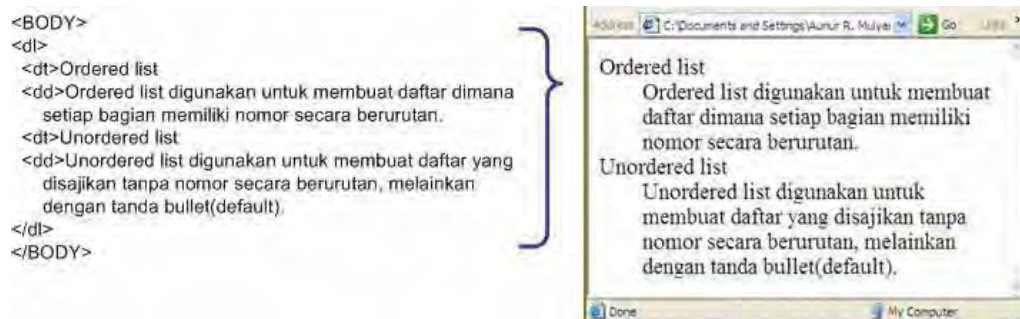 <BODY>
<dl>
<dt>Ordered list
<dd>Ordered list digunakan untuk membuat daftar dimana
setiap bagian memiliki nomor secara berurutan.
<dt>Unordered list
<dd>Unordered list digunakan untuk membuat daftar yang
disajikan tanpa nomor secara berurutan, melainkan
dengan tanda bullet(default).
</dl>
</BODY>
Address C:\Documents and Settings\Aunur R. Mulya Go Links
Ordered list
Ordered list digunakan untuk membuat
daftar dimana setiap bagian memiliki
nomor secara berurutan.
Unordered list
Unordered list digunakan untuk
membuat daftar yang disajikan tanpa
nomor secara berurutan, melainkan
dengan tanda bullet(default).
Done My Computer